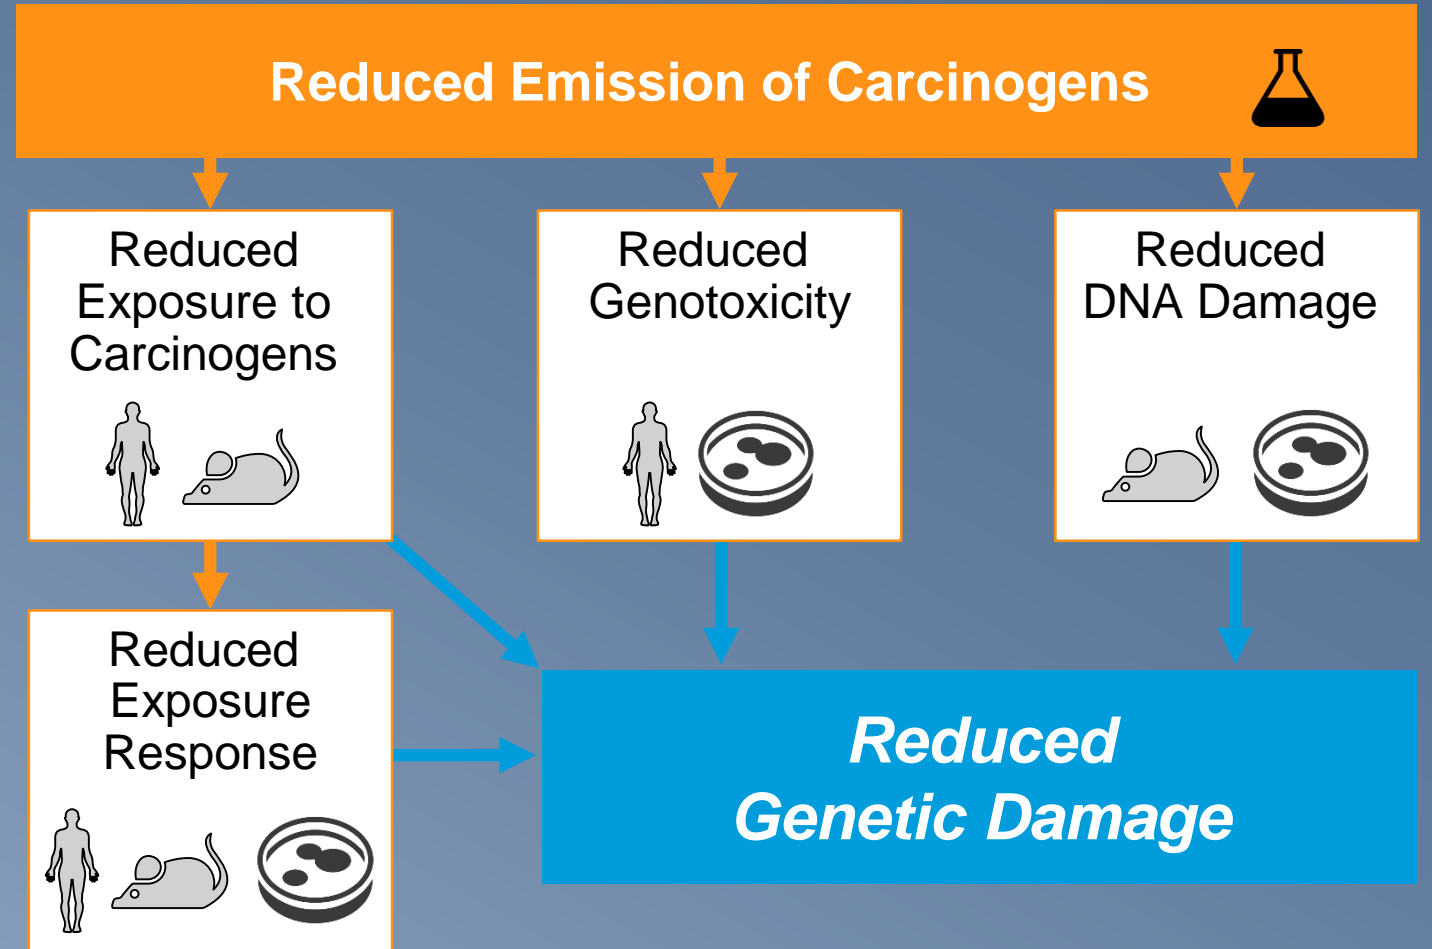 Reduced Emission of Carcinogens
Reduced
Exposure to
Carcinogens
Reduced
Genotoxicity
Reduced
DNA Damage
Reduced
Exposure
Response
Reduced
Genetic Damage